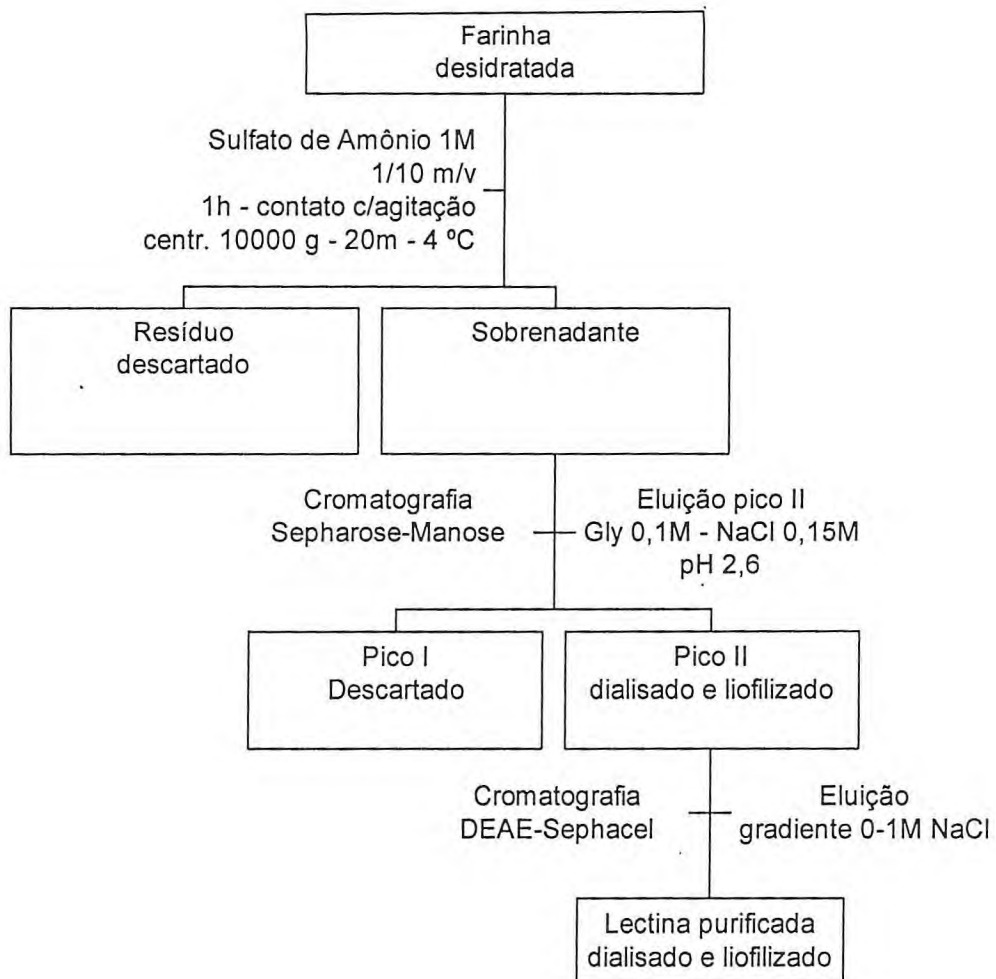 Farinha
desidratada
Sulfato de Amônio 1M
1/10 m/v
1h - contato c/agitação
centr. 10000 g - 20m - 4 ºC
Resíduo
descartado
Sobrenadante
Cromatografia
Sepharose-Manose
Eluição pico II
Gly 0,1M - NaCl 0,15M
pH 2,6
Pico I
Descartado
Pico II
dialisado e liofilizado
Cromatografia
DEAE-Sephacel
Eluição
gradiente 0-1M NaCl
Lectina purificada
dialisado e liofilizado